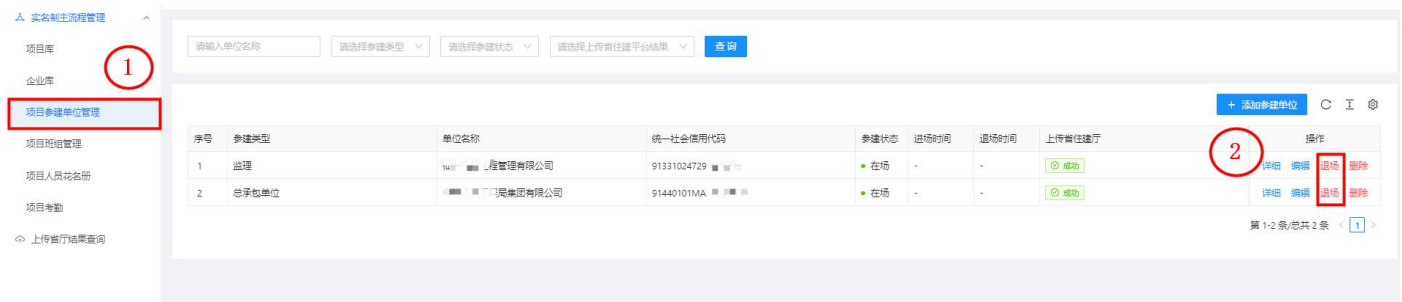 实名制主流程管理
项目库
企业库
项目参建单位管理
项目班组管理
项目人员花名册
项目考勤
上传省厅结果查询
1
请输入单位名称 请选择参建类型 请选择参建状态 请选择上传省住建平台结果 查询
+ 添加参建单位
序号 参建类型 单位名称 统一社会信用代码 参建状态 进场时间 退场时间 上传省住建厅 操作
2
1 监理 程管理有限公司 91331024729 在场 - - 成功 详细 编辑 退场 删除
2 总承包单位 局集团有限公司 91440101MA 在场 - - 成功 详细 编辑 退场 删除
第 1-2 条/总共 2 条 < 1 >